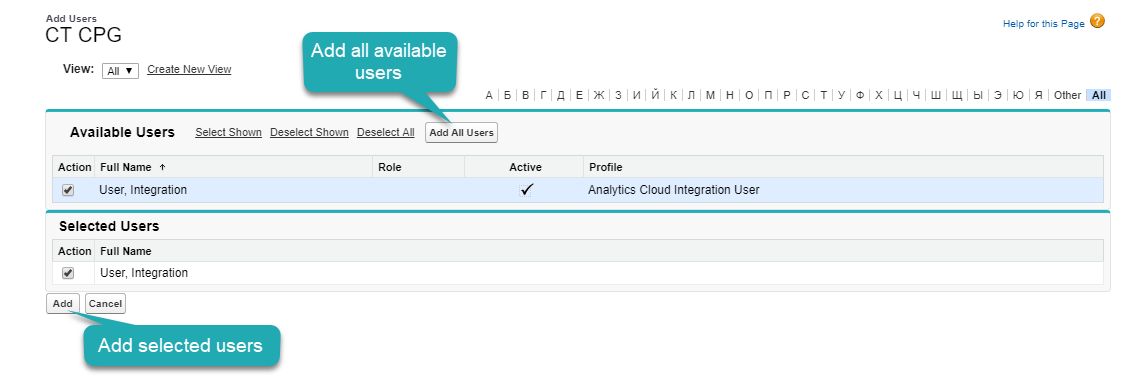 Add Users
CT CPG
Help for this Page ?
View: All ▼ Create New View
Add all available
users
А | Б | В | Г | Д | Е | Ж | З | И | Й | К | Л | М | Н | О | П | Р | С | Т | У | Ф | Х | Ц | Ч | Ш | Щ | Ы | Э | Ю | Я | Other | All
Available Users Select Shown Deselect Shown Deselect All Add All Users
Action Full Name ↑ Role Active Profile
User, Integration ✓ Analytics Cloud Integration User
Selected Users
Action Full Name
User, Integration
Add Cancel
Add selected users